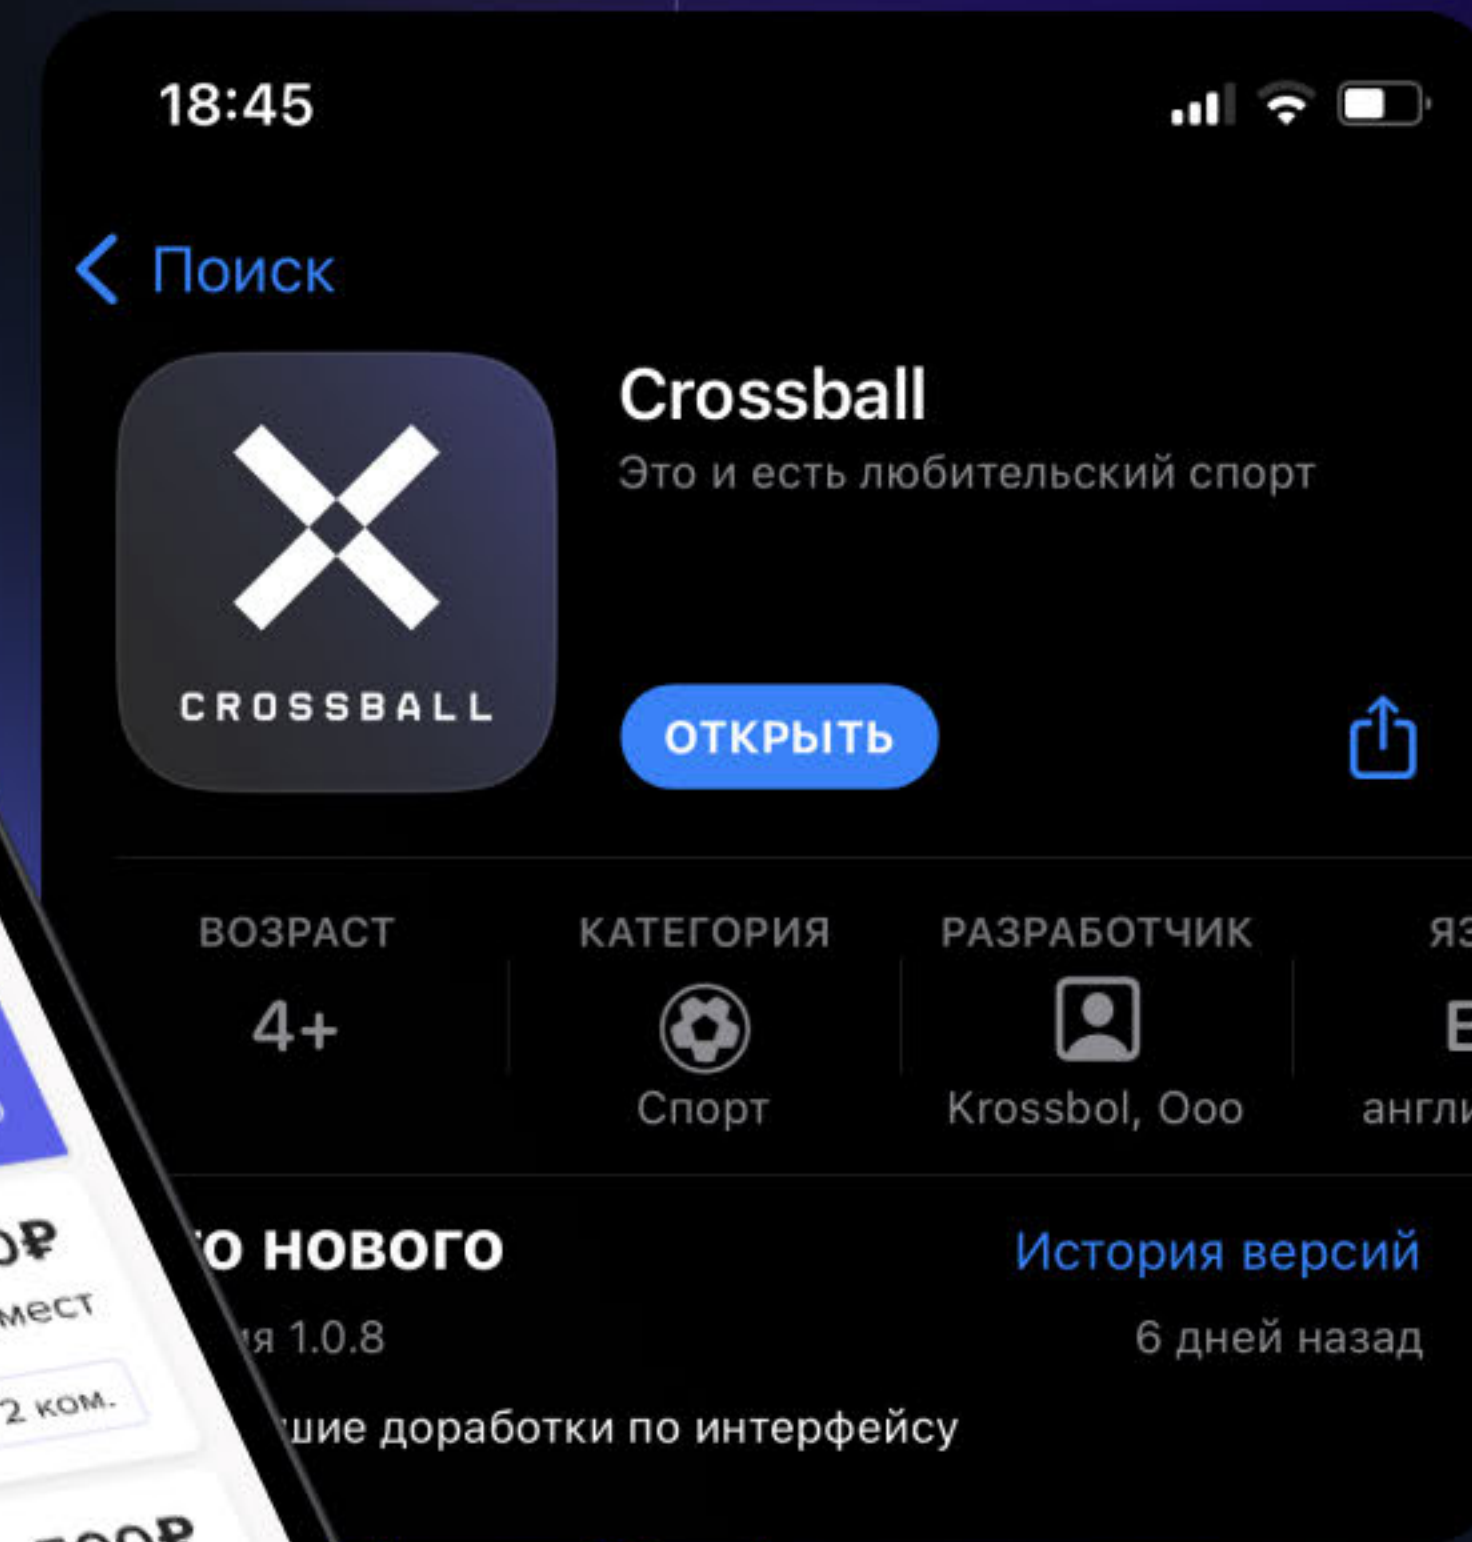 18:45
Поиск
Crossball
Это и есть любительский спорт
CROSSBALL
ОТКРЫТЬ
ВОЗРАСТ
КАТЕГОРИЯ
РАЗРАБОТЧИК
4+
Спорт
Krossbol, Ooo
нового
История версий
1.0.8
6 дней назад
доработки по интерфейсу
мест
2 ком.